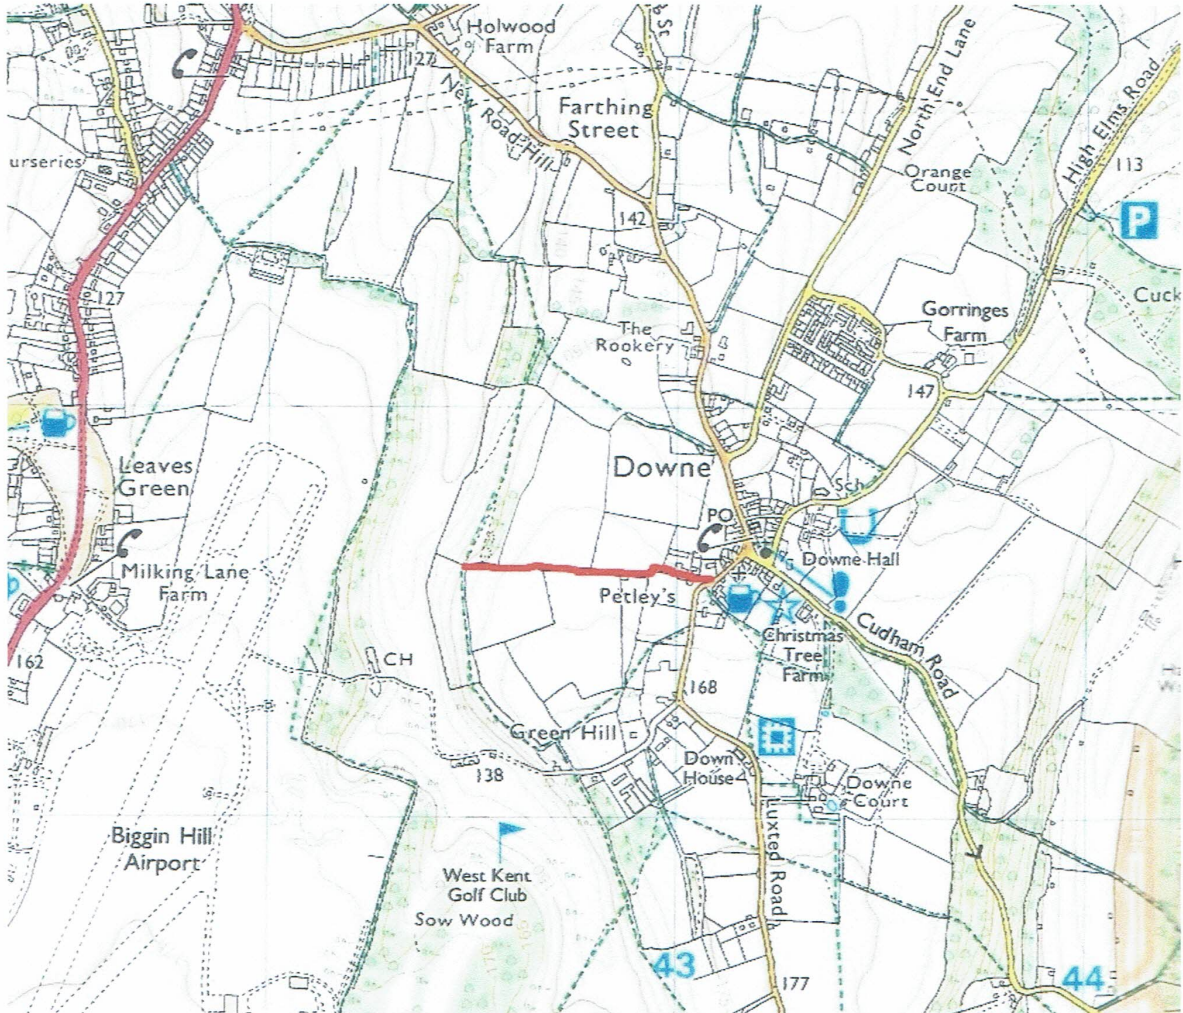 Holwood
Farm
122
New Road Hill
Farthing
Street
North End Lane
High Elms Road
113
urseries
Orange
Court
P
142
127
Cuck
Gorringes
Farm
The
Rookery
147
Leaves
Green
Downe
Sch
PO
Downe Hall
Milking Lane
Farm
Petley's
Christmas
Tree
Farm
Cudham Road
162
CH
168
Green Hill
138
Down
House
Downe
Court
Biggin Hill
Airport
Luxted Road
West Kent
Golf Club
Sow Wood
43
44
177